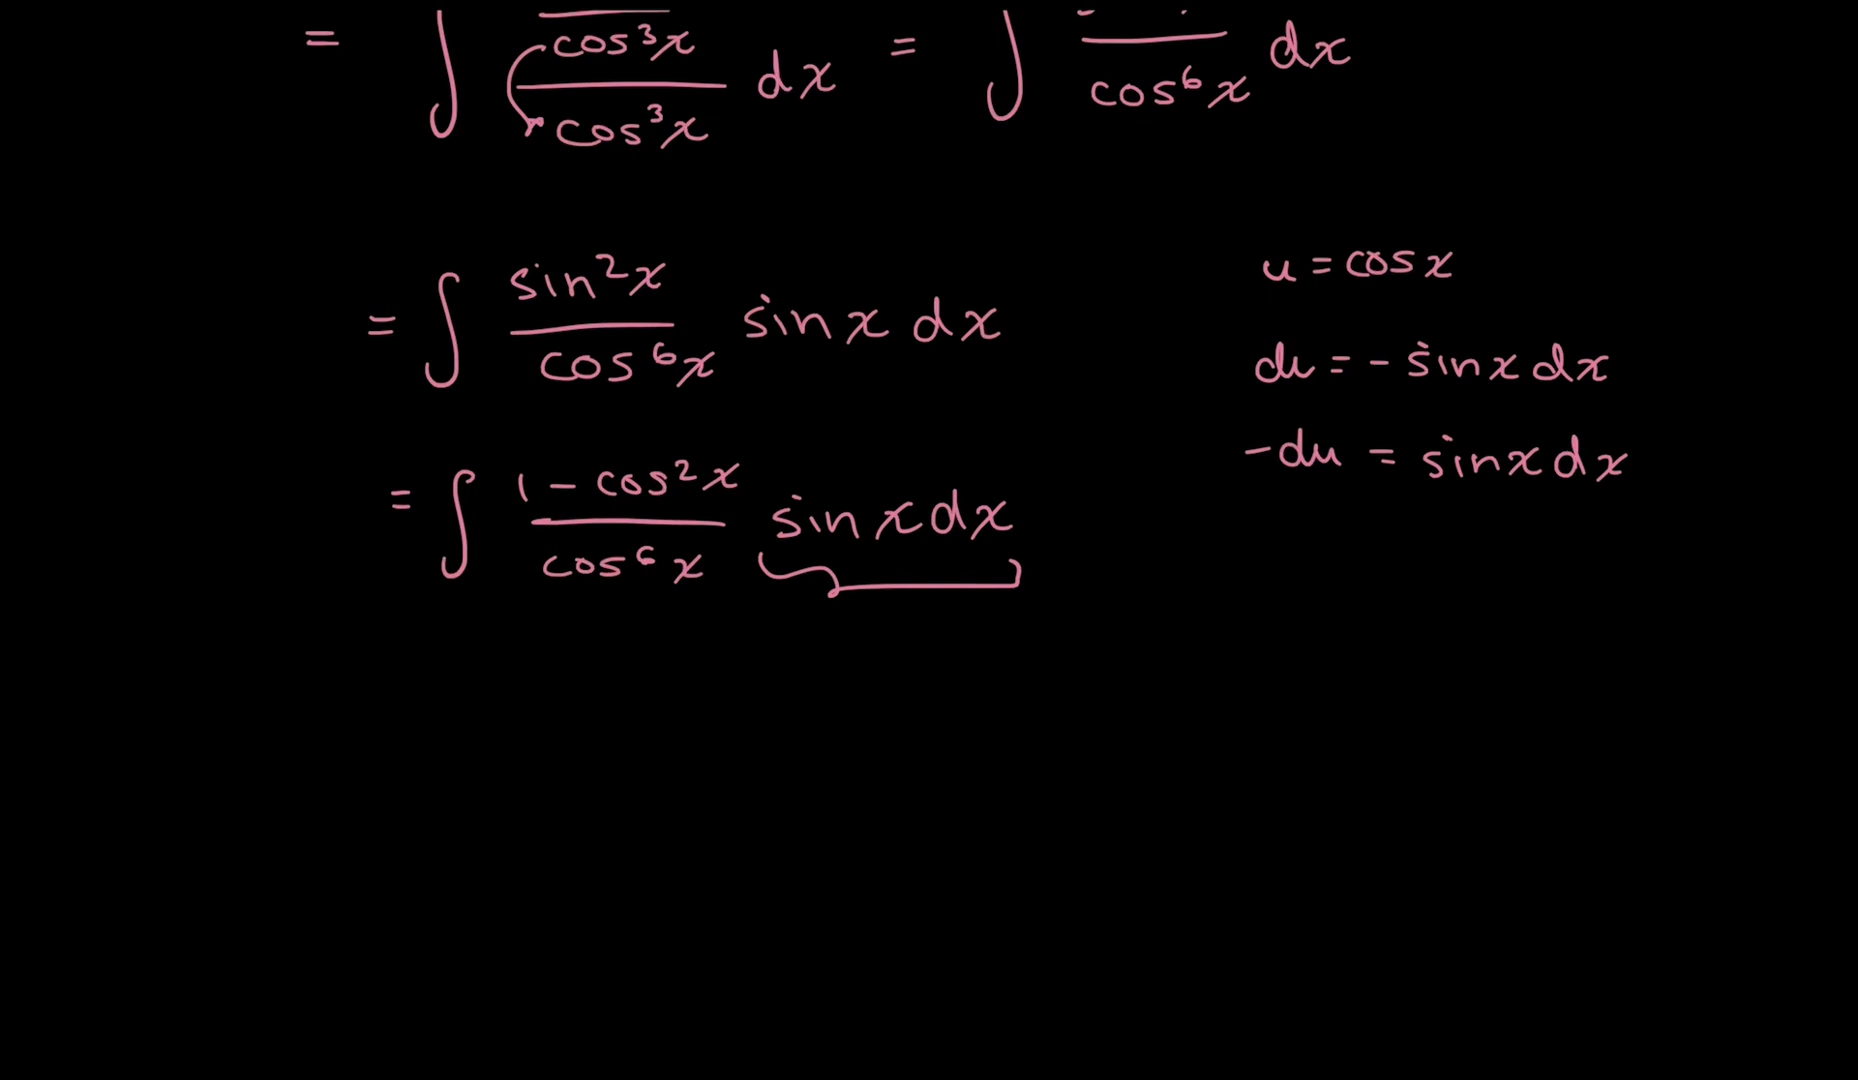 = ∫ cos³x / cos³x dx = ∫ / cos⁶x dx
= ∫ sin²x / cos⁶x sin x dx
u = cos x
du = - sin x dx
= ∫ 1 - cos²x / cos⁶x sin x dx
-du = sin x dx